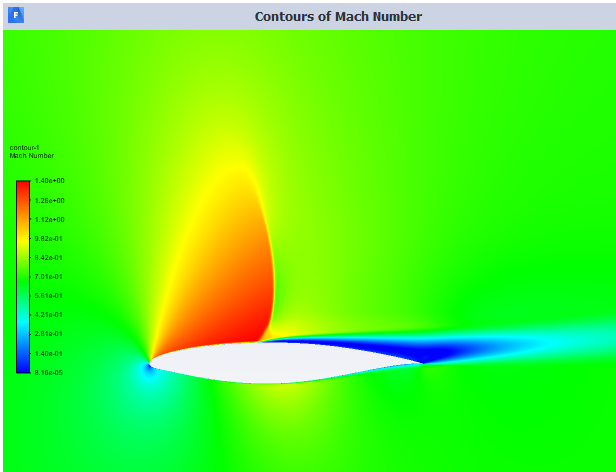 F
Contours of Mach Number
contour-1
Mach Number
1.40e+00
1.26e+00
1.12e+00
9.82e-01
8.42e-01
7.01e-01
5.61e-01
4.21e-01
2.81e-01
1.40e-01
8.16e-05